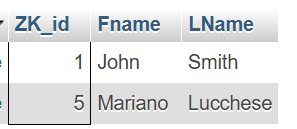 ZK_id Fname LName
1 John Smith
5 Mariano Lucchese